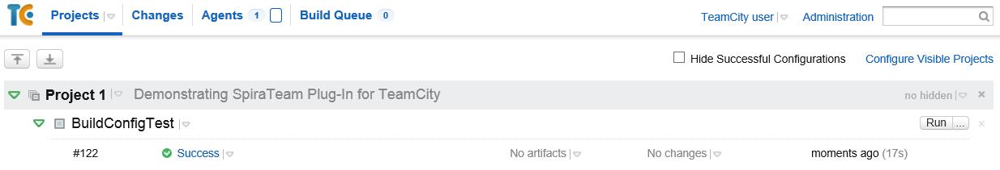 TC Projects Changes Agents 1 Build Queue 0 TeamCity user Administration
Hide Successful Configurations Configure Visible Projects
Project 1 Demonstrating SpiraTeam Plug-In for TeamCity no hidden
BuildConfigTest Run ...
#122 Success No artifacts No changes moments ago (17s)